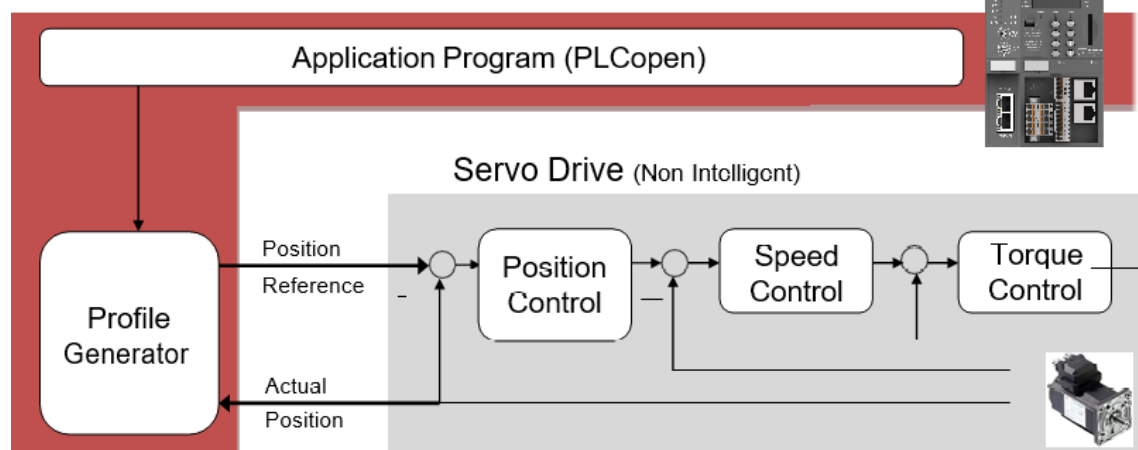 Application Program (PLCopen)
Servo Drive (Non Intelligent)
Position
Reference
Position
Control
Speed
Control
Torque
Control
Profile
Generator
Actual
Position